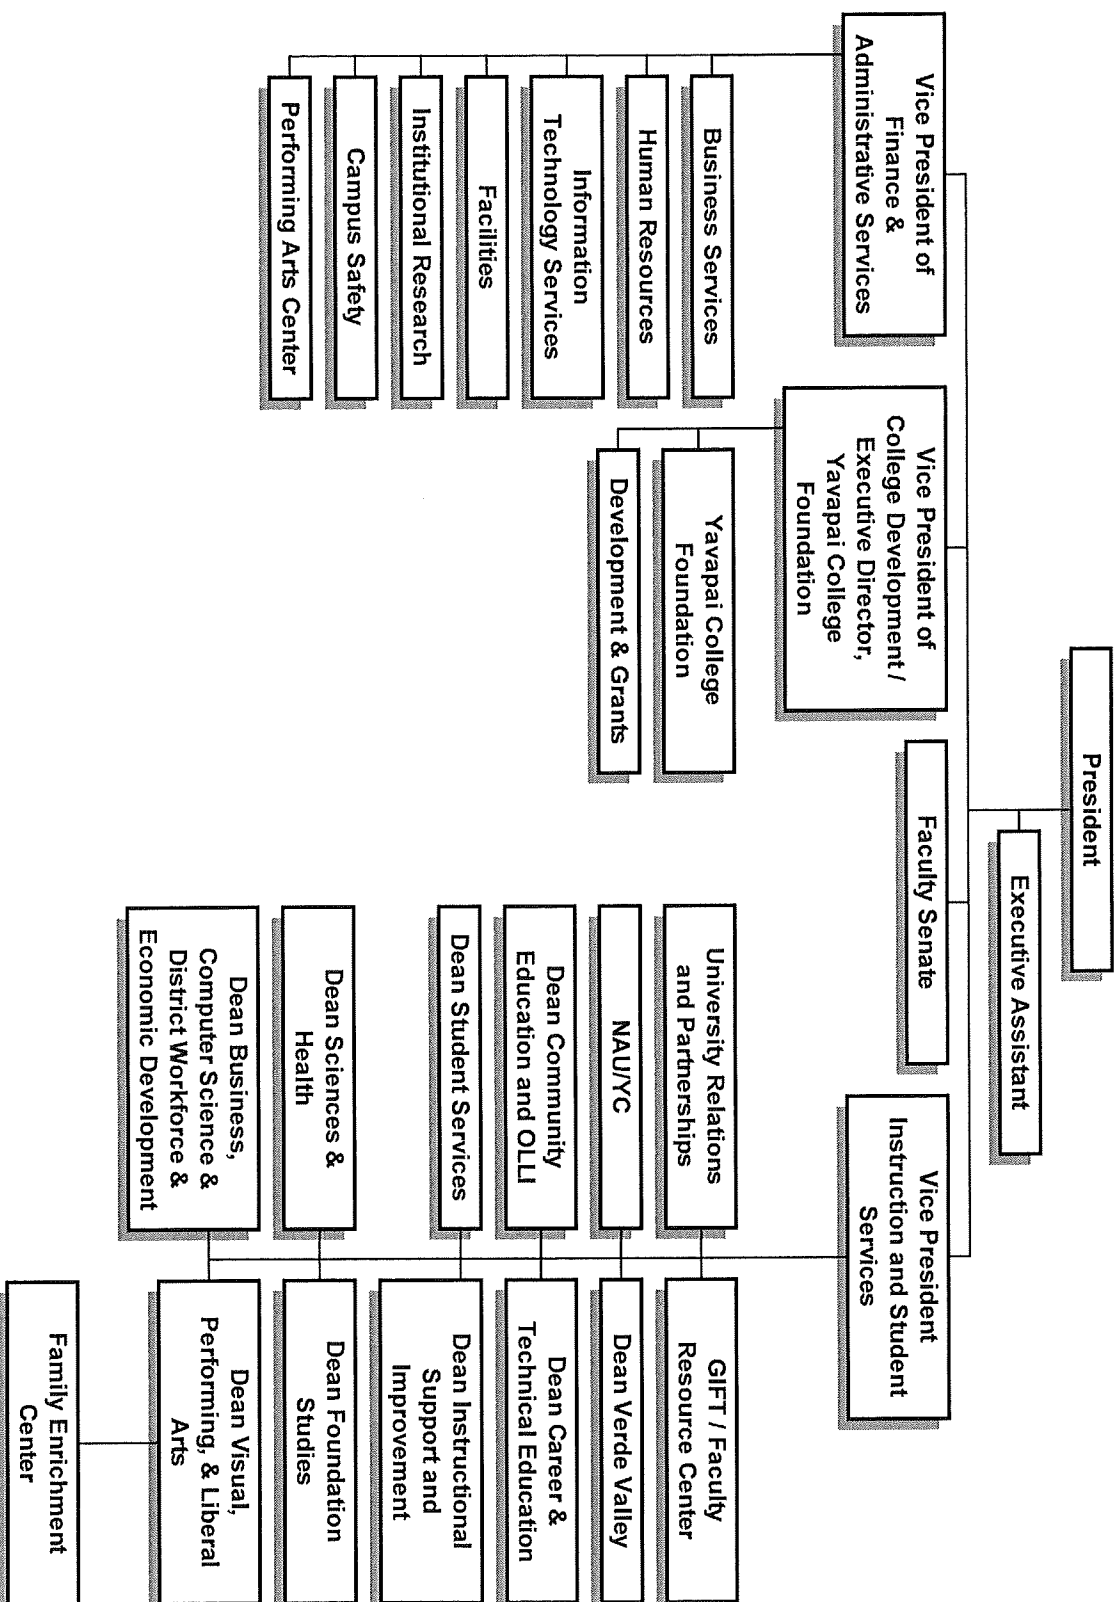 President
Executive Assistant
Vice President of
Finance &
Administrative Services
Vice President of
College Development /
Executive Director,
Yavapai College
Foundation
Faculty Senate
Vice President
Instruction and Student
Services
Business Services
Human Resources
Information
Technology Services
Facilities
Institutional Research
Campus Safety
Performing Arts Center
Yavapai College
Foundation
Development & Grants
University Relations
and Partnerships
GIFT / Faculty
Resource Center
NAU/YC
Dean Verde Valley
Dean Community
Education and OLLI
Dean Career &
Technical Education
Dean Student Services
Dean Instructional
Support and
Improvement
Dean Sciences &
Health
Dean Foundation
Studies
Dean Business,
Computer Science &
District Workforce &
Economic Development
Dean Visual,
Performing, & Liberal
Arts
Family Enrichment
Center